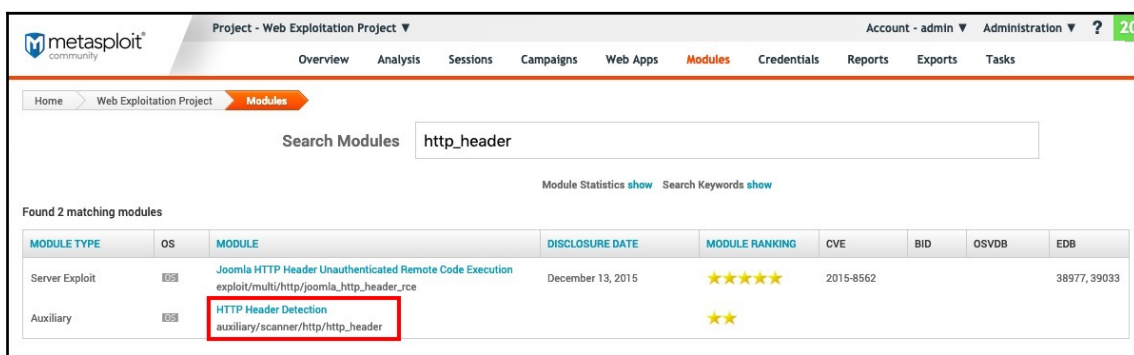 metasploit®
community
Project - Web Exploitation Project ▼
Account - admin ▼ Administration ▼ ? 20
Overview Analysis Sessions Campaigns Web Apps Modules Credentials Reports Exports Tasks
Home Web Exploitation Project Modules
Search Modules http_header
Module Statistics show Search Keywords show
Found 2 matching modules
MODULE TYPE OS MODULE DISCLOSURE DATE MODULE RANKING CVE BID OSVDB EDB
Server Exploit OS Joomla HTTP Header Unauthenticated Remote Code Execution December 13, 2015 2015-8562 38977, 39033
exploit/multi/http/joomla_http_header_rce
Auxiliary OS HTTP Header Detection
auxiliary/scanner/http/http_header